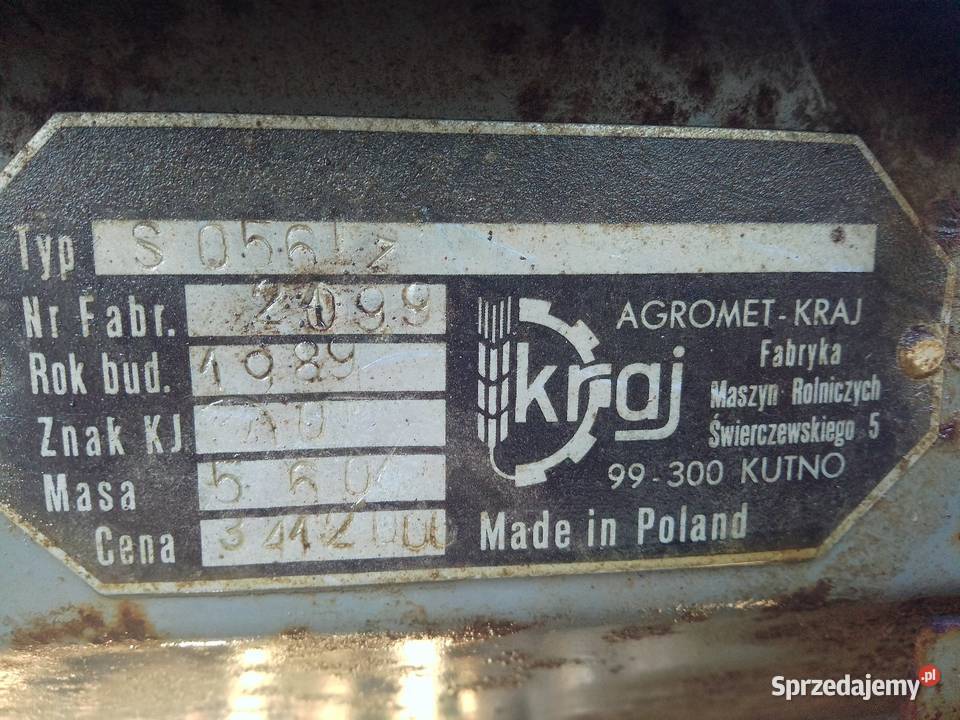 Typ S 056/2
Nr Fabr. 2099
Rok bud. 1989
Znak KJ
Masa 560
Cena
kraj
AGROMET-KRAJ
Fabryka
Maszyn Rolniczych
Świerczewskiego 5
99-300 KUTNO
Made in Poland
Sprzedajemy.pl